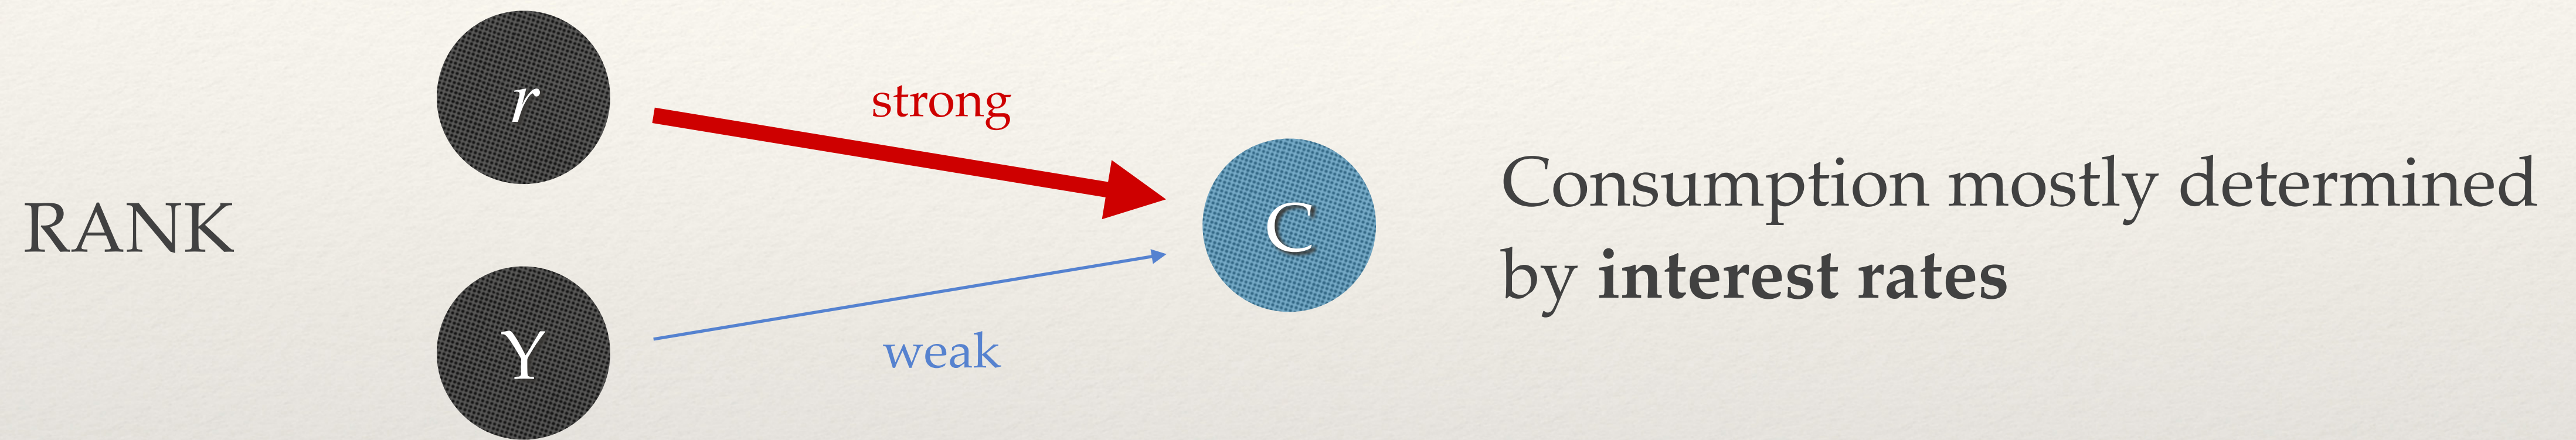 RANK
r
strong
Y
weak
C
Consumption mostly determined
by interest rates